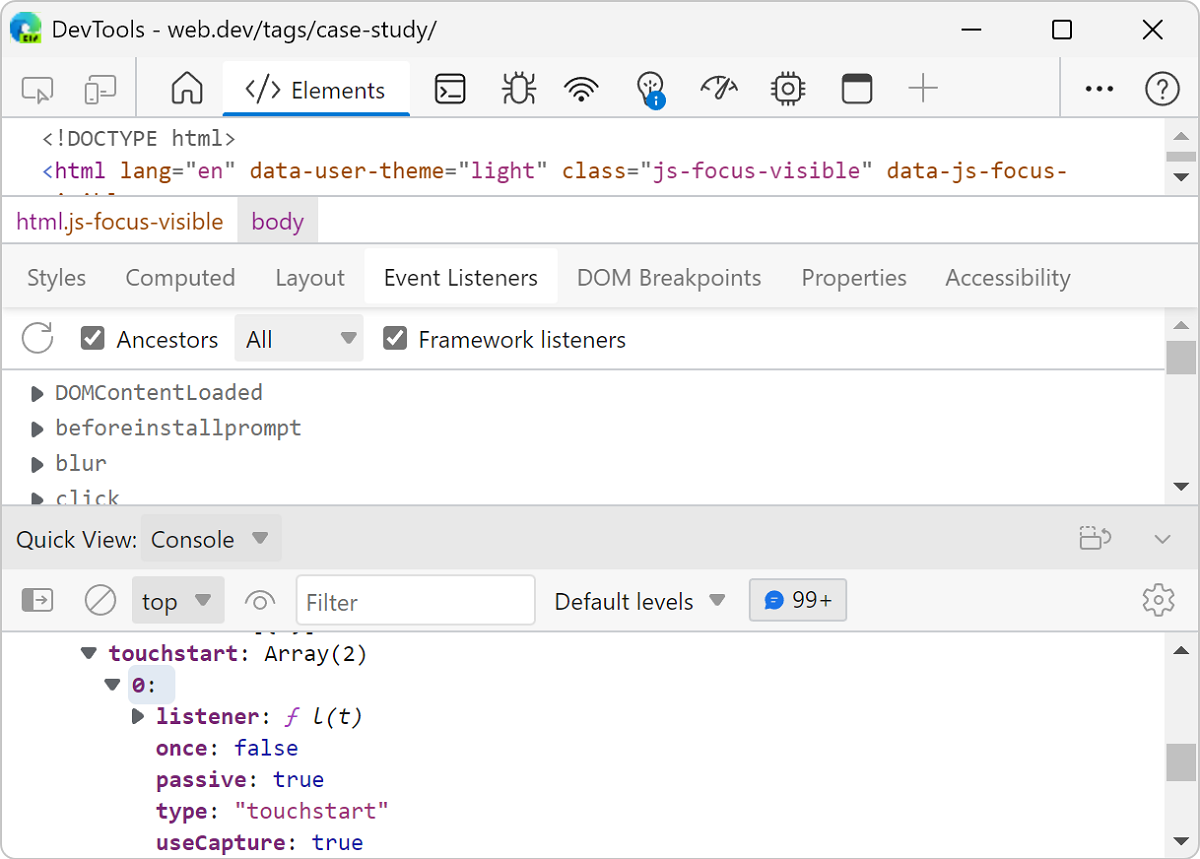 DevTools - web.dev/tags/case-study/
Elements
<!DOCTYPE html>
<html lang="en" data-user-theme="light" class="js-focus-visible" data-js-focus-
html.js-focus-visible body
Styles Computed Layout Event Listeners DOM Breakpoints Properties Accessibility
Ancestors All Framework listeners
DOMContentLoaded
beforeinstallprompt
blur
click
Quick View: Console
top Filter Default levels 99+
touchstart: Array(2)
0:
listener: ƒ l(t)
once: false
passive: true
type: "touchstart"
useCapture: true